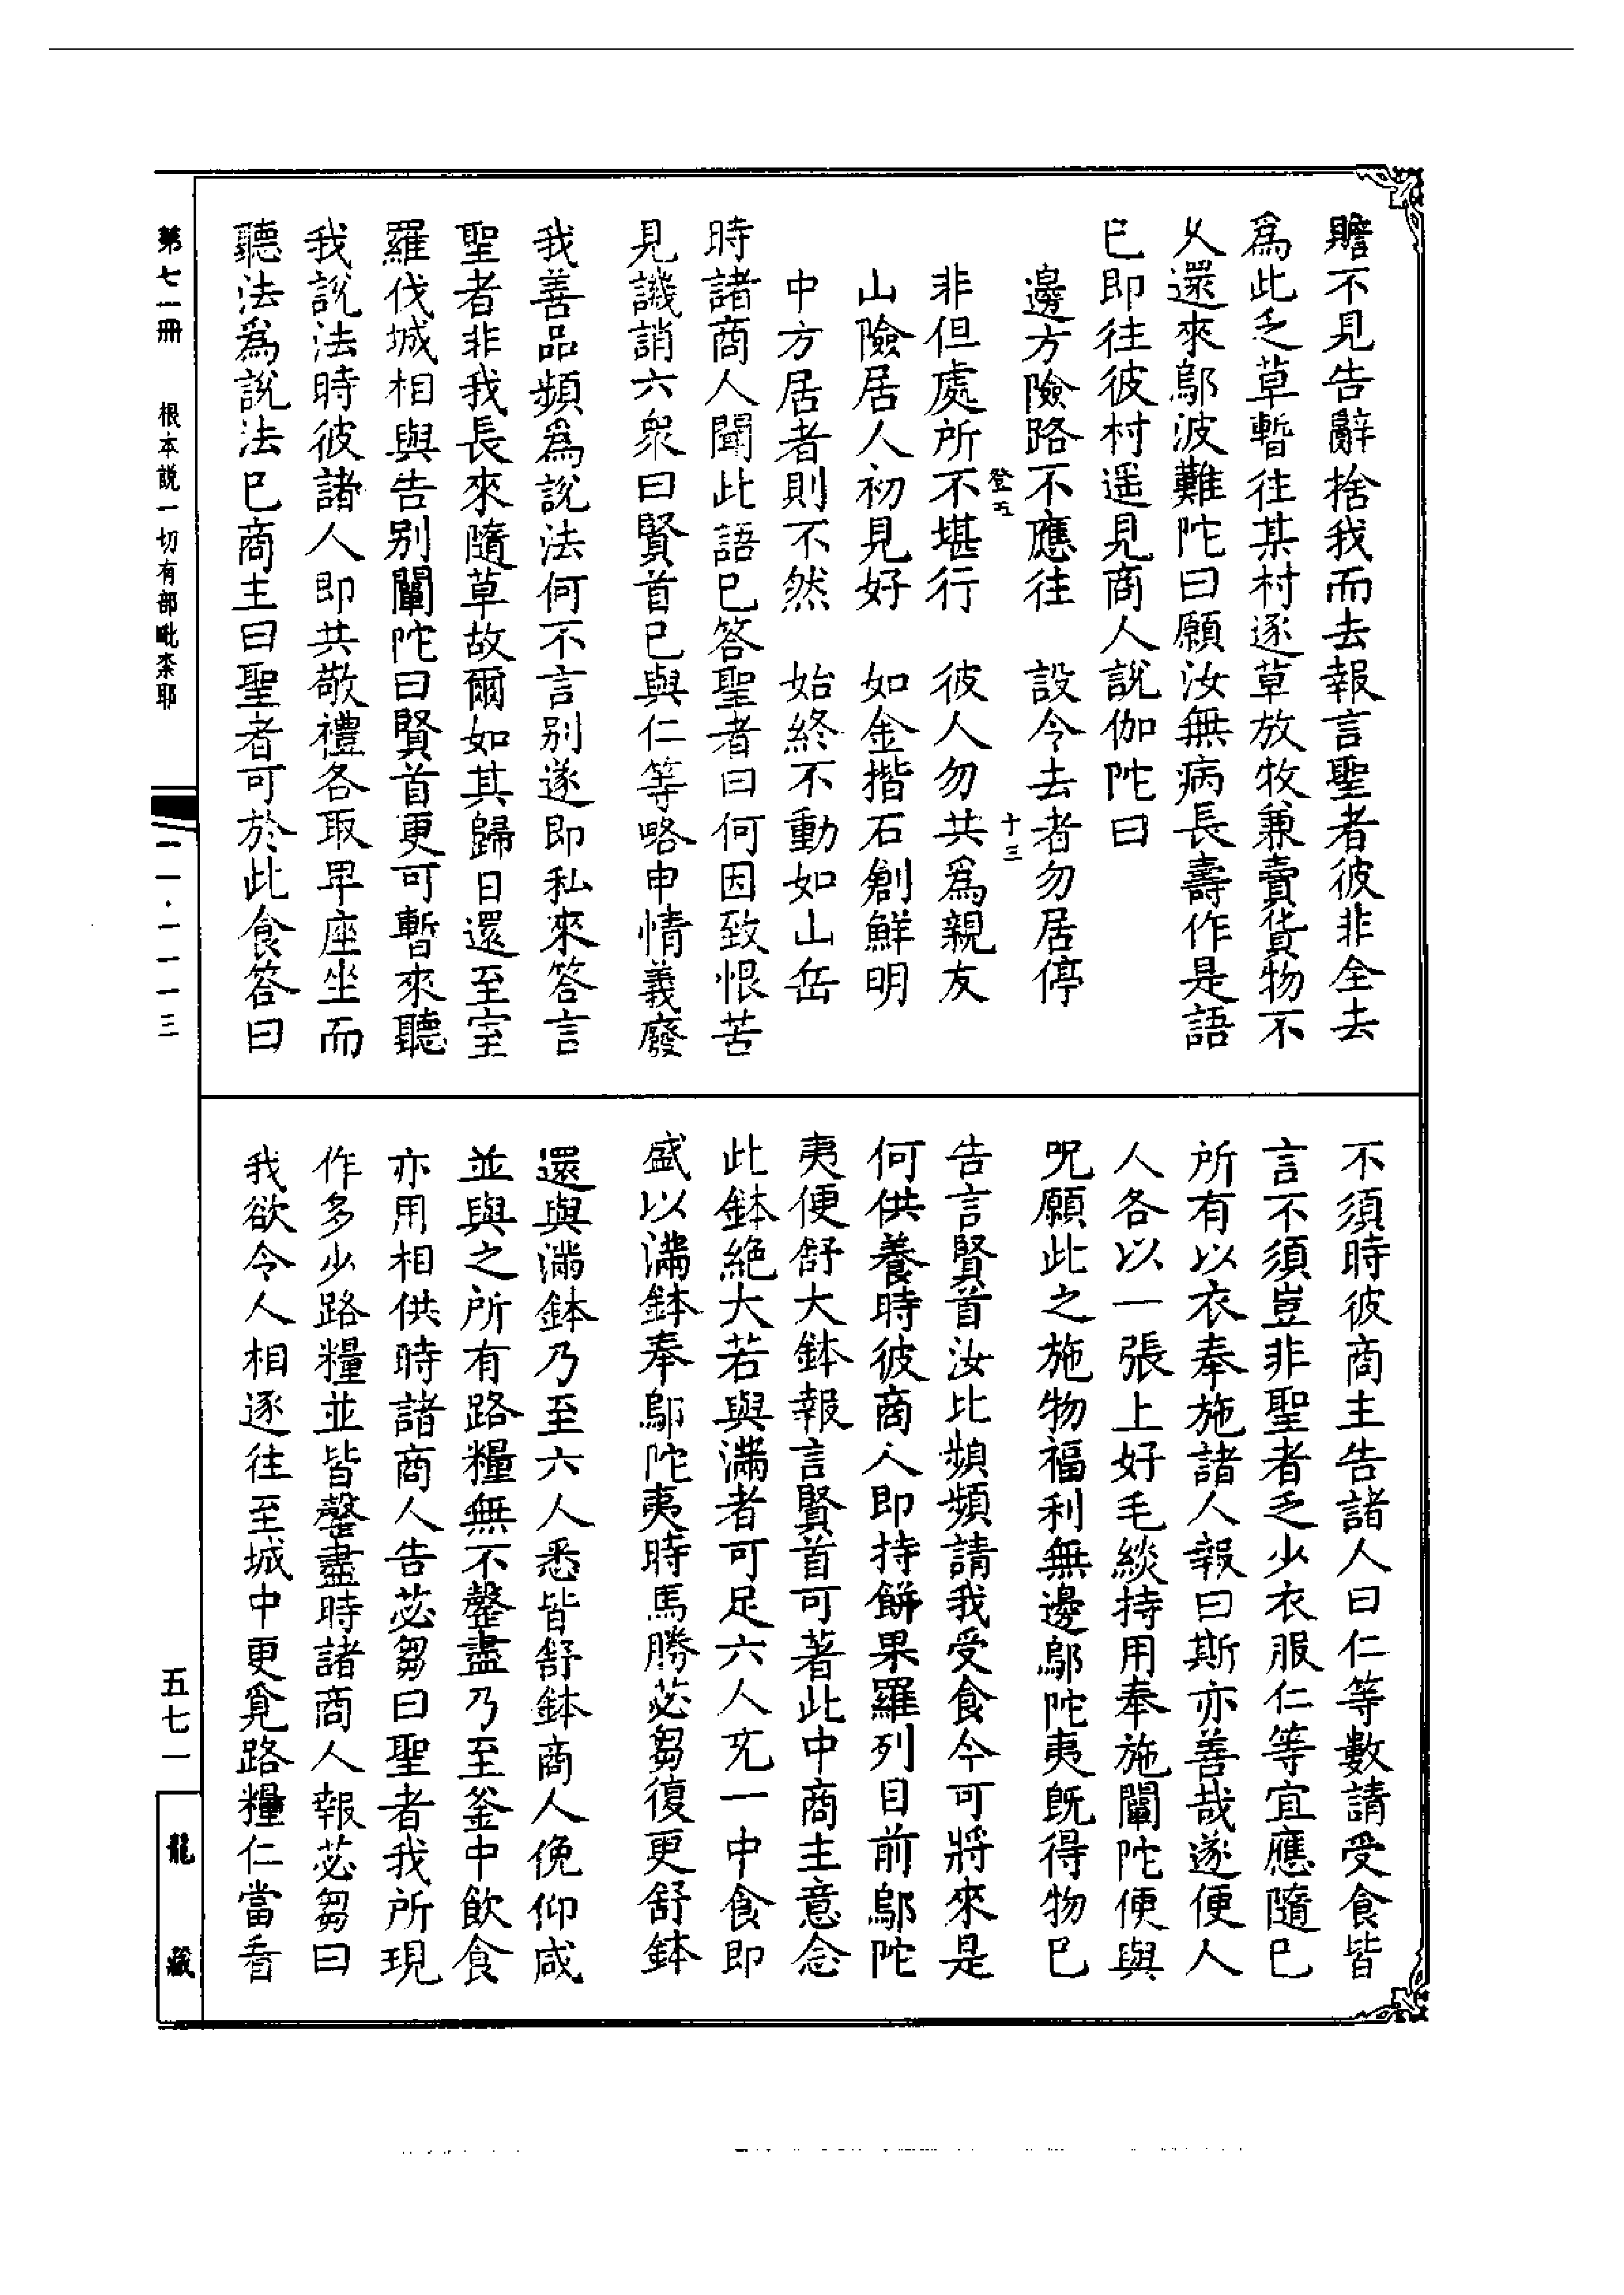 贍不見告辭捨我而去報言聖者彼非全去
爲此乏草暫往某村逐草放牧兼賣貨物不
乆還來鄔波難陀曰願汝無病長壽作是語
已即往彼村遥見商人說伽陀曰
邊方險路不應往　設令去者勿居停
登五　十三
非但處所不堪行　彼人勿共爲親友
山險居人初見好　如金揩石創鮮明
中方居者則不然　始終不動如山岳
時諸商人聞此語已答聖者曰何因致恨苦
見譏誚六衆曰賢首已與仁等略申情義廢
我善品頻爲說法何不言别遂即私來答言
聖者非我長來隨草故爾如其歸日還至室
羅伐城相與告别闡陀曰賢首更可暫來聽
我說法時彼諸人即共敬禮各取卑座坐而
聽法爲說法已商主曰聖者可於此食答曰
不須時彼商主告諸人曰仁等數請受食皆
言不須豈非聖者乏少衣服仁等宜應隨已
所有以衣奉施諸人報曰斯亦善哉遂便人
人各以一張上好毛緂持用奉施闡陀便與
呪願此之施物福利無邊鄔陀夷旣得物已
告言賢首汝比頻頻請我受食今可將來是
何供養時彼商人即持餅果羅列目前鄔陀
夷便舒大鉢報言賢首可著此中商主意念
此鉢絕大若與滿者可足六人充一中食即
盛以滿鉢奉鄔陀夷時馬勝苾芻復更舒鉢
還與滿鉢乃至六人悉皆舒鉢商人俛仰咸
並與之所有路糧無不罄盡乃至釜中飲食
亦用相供時諸商人告苾芻曰聖者我所現
作多少路糧並皆罄盡時諸商人報苾芻曰
我欲令人相逐往至城中更覓路糧仁當看
第七一冊　根本説一切有部毗柰耶
一一·一一一三
五七一
龍藏